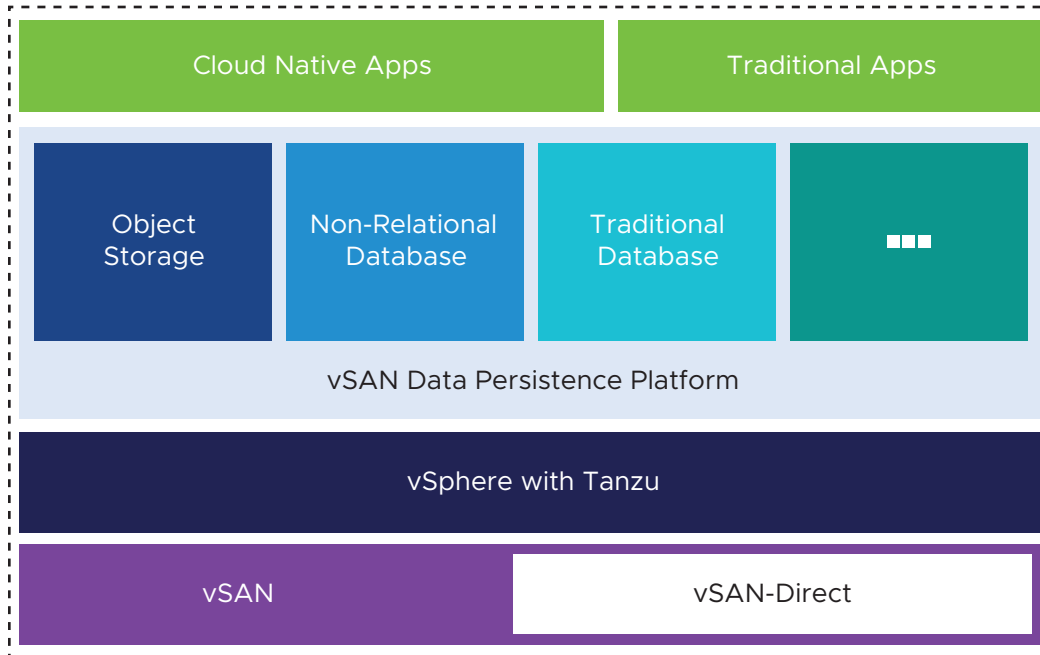 Cloud Native Apps
Traditional Apps
Object
Storage
Non-Relational
Database
Traditional
Database
...
vSAN Data Persistence Platform
vSphere with Tanzu
vSAN
vSAN-Direct